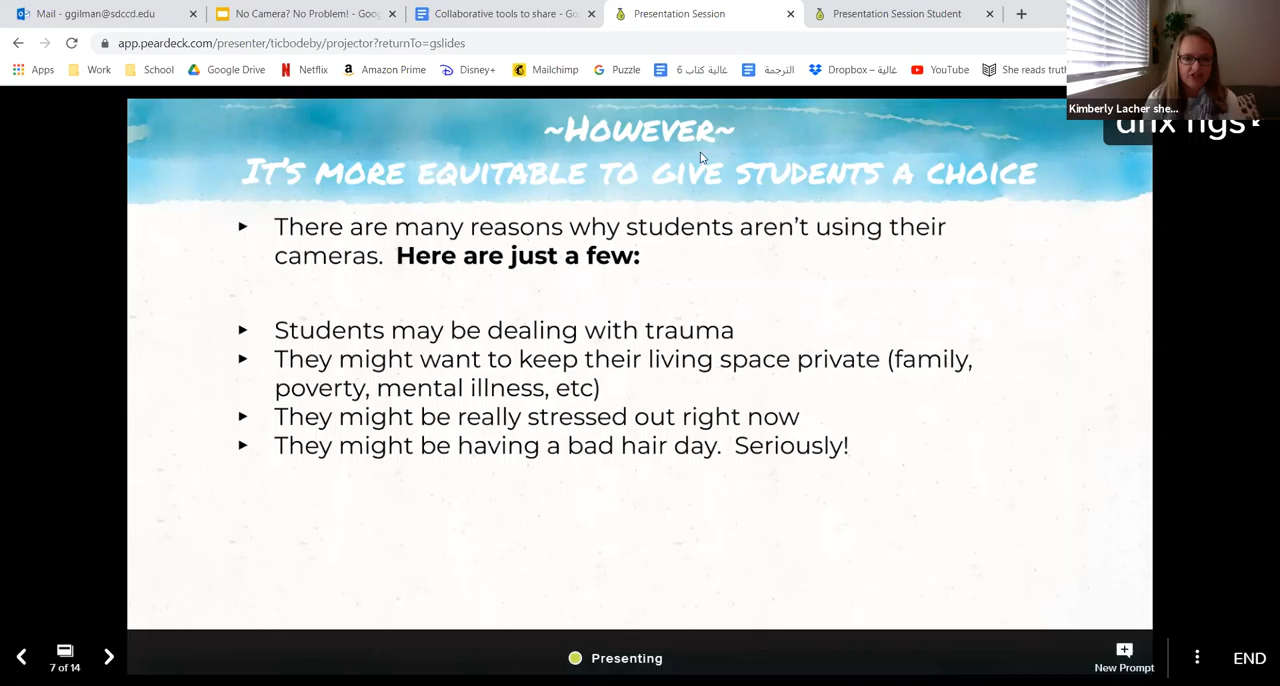 Mail - ggilman@sdccd.edu
No Camera? No Problem! - Goo
Collaborative tools to share - Go
Presentation Session
Presentation Session Student
app.peardeck.com/presenter/ticbodeby/projector?returnTo=gslides
Apps Work School Google Drive Netflix Amazon Prime Disney+ Mailchimp Puzzle غالية كتاب 6 الترجمة Dropbox – غالية YouTube She reads truth
Kimberly Lacher she...
~However~
It's more equitable to give students a choice
► There are many reasons why students aren't using their
cameras. Here are just a few:
► Students may be dealing with trauma
► They might want to keep their living space private (family,
poverty, mental illness, etc)
► They might be really stressed out right now
► They might be having a bad hair day. Seriously!
7 of 14
Presenting
New Prompt
END